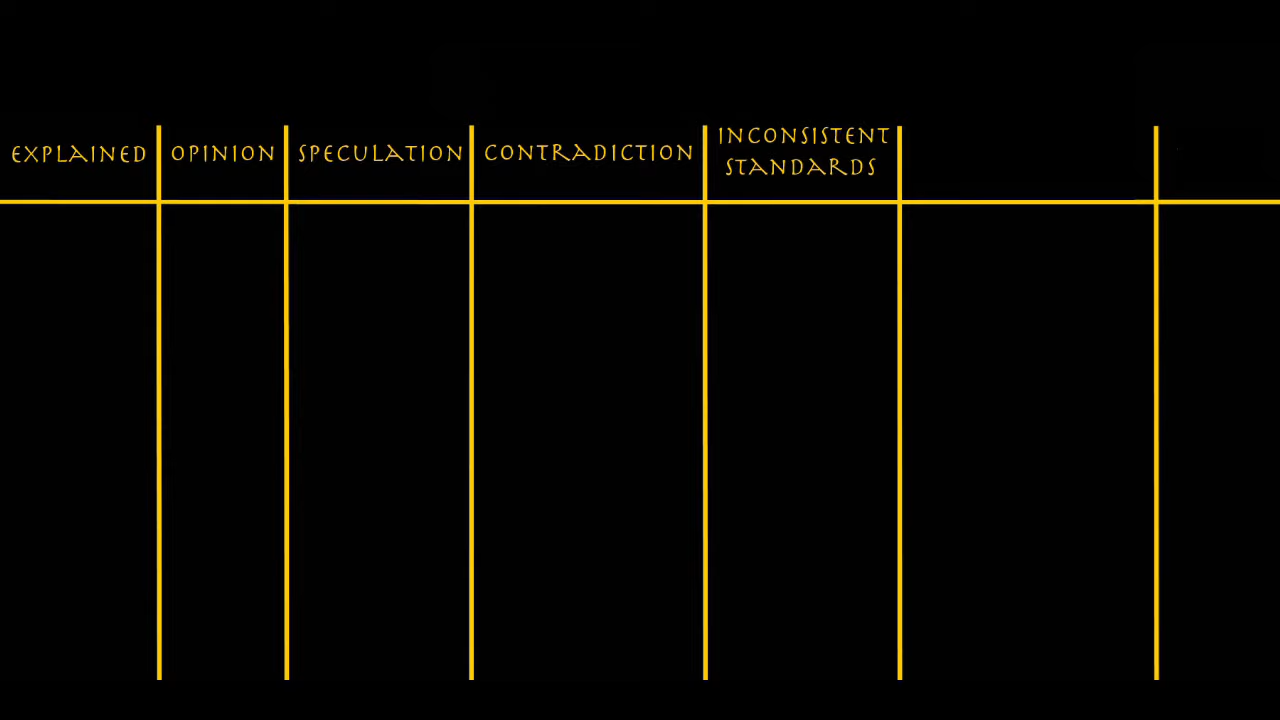 EXPLAINED
OPINION
SPECULATION
CONTRADICTION
INCONSISTENT
STANDARDS